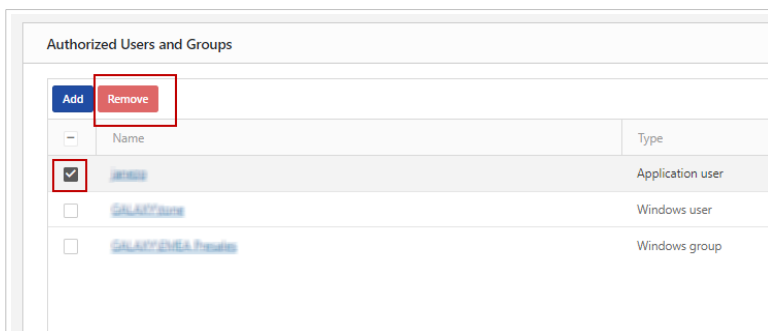 Authorized Users and Groups
Add Remove
Name Type
Application user
Windows user
Windows group